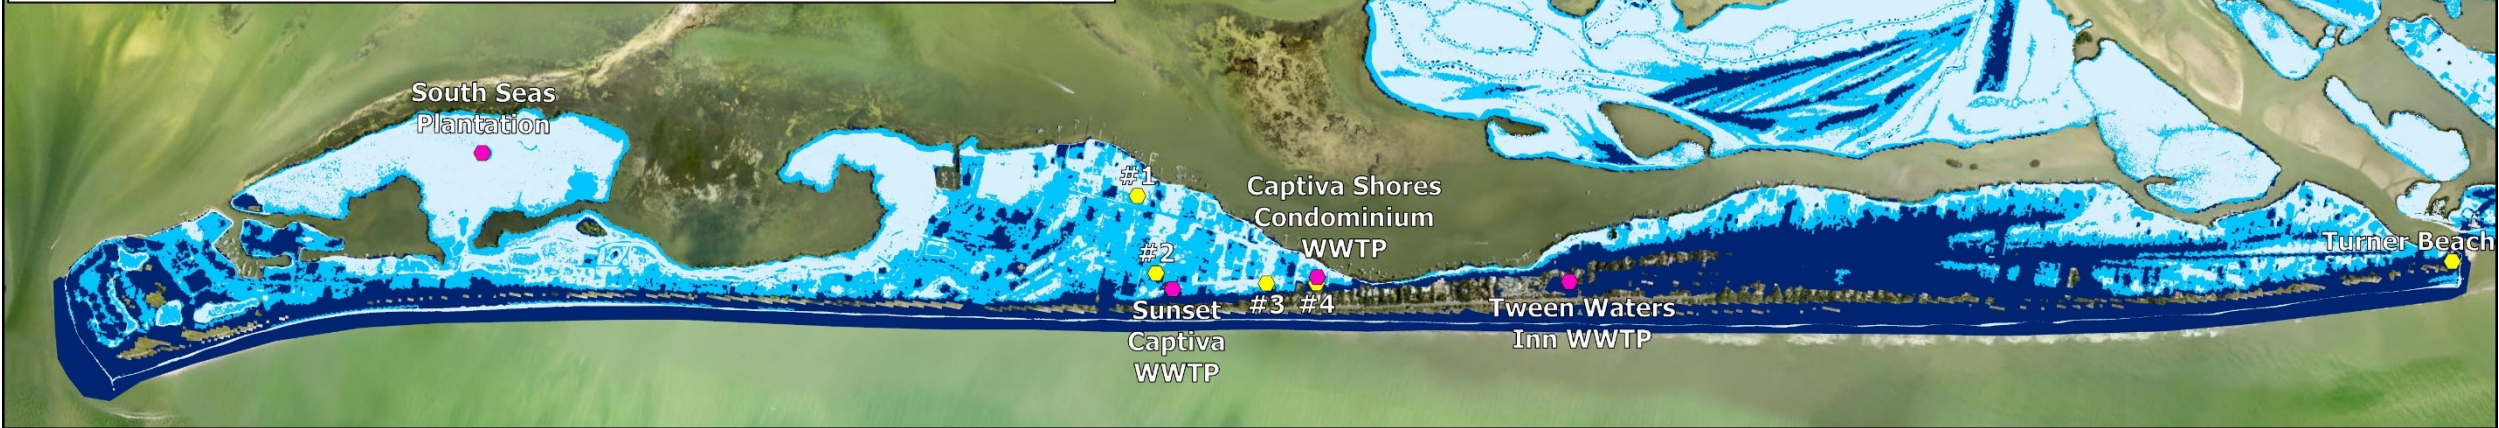 South Seas
Plantation
#1
Captiva Shores
Condominium
WWTP
#2
Turner Beach
Sunset
Captiva
WWTP
#3
#4
Tween Waters
Inn WWTP